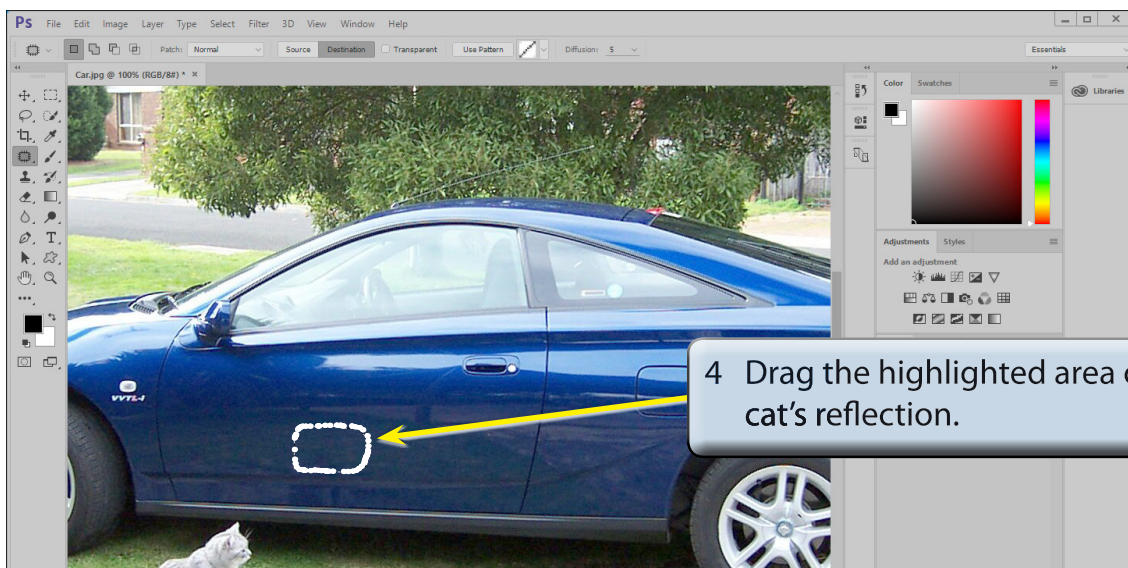 Ps File Edit Image Layer Type Select Filter 3D View Window Help
Patch: Normal Source Destination Transparent Use Pattern Diffusion: 5 Essentials
Car.jpg @ 100% (RGB/8#) * ×
Color Swatches
Libraries
Adjustments Styles
Add an adjustment
VVTL-i
4 Drag the highlighted area
cat's reflection.